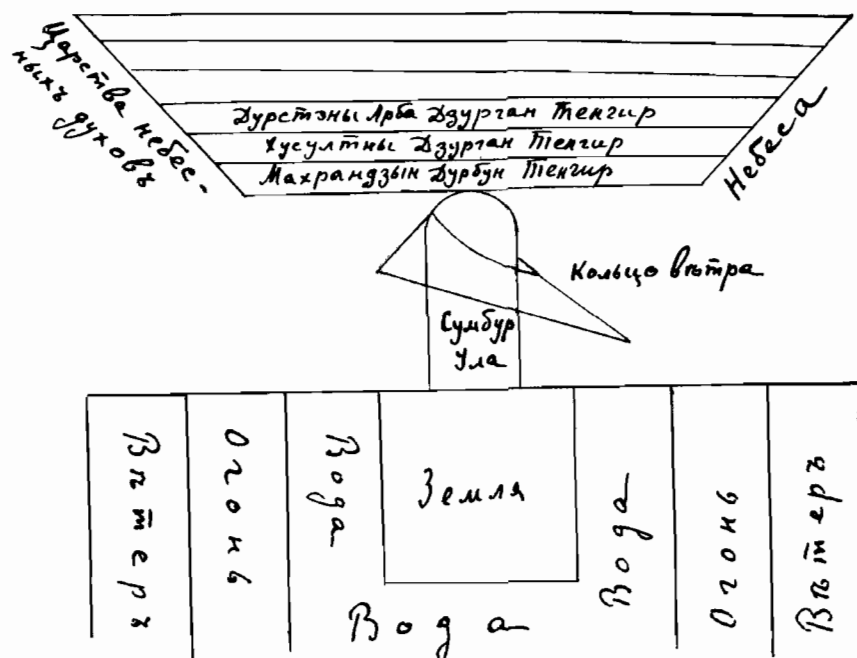 Царства небес-
ныхъ духовъ
Небеса
Дурстэны Арба Дзурган Тенгир
Хусултны Дзурган Тенгир
Махрандзын Дурбун Тенгир
Кольцо вѣтра
Сумбур
Ула
Вѣтеръ
Огонь
Вода
Земля
Вода
Огонь
Вѣтеръ
Вода